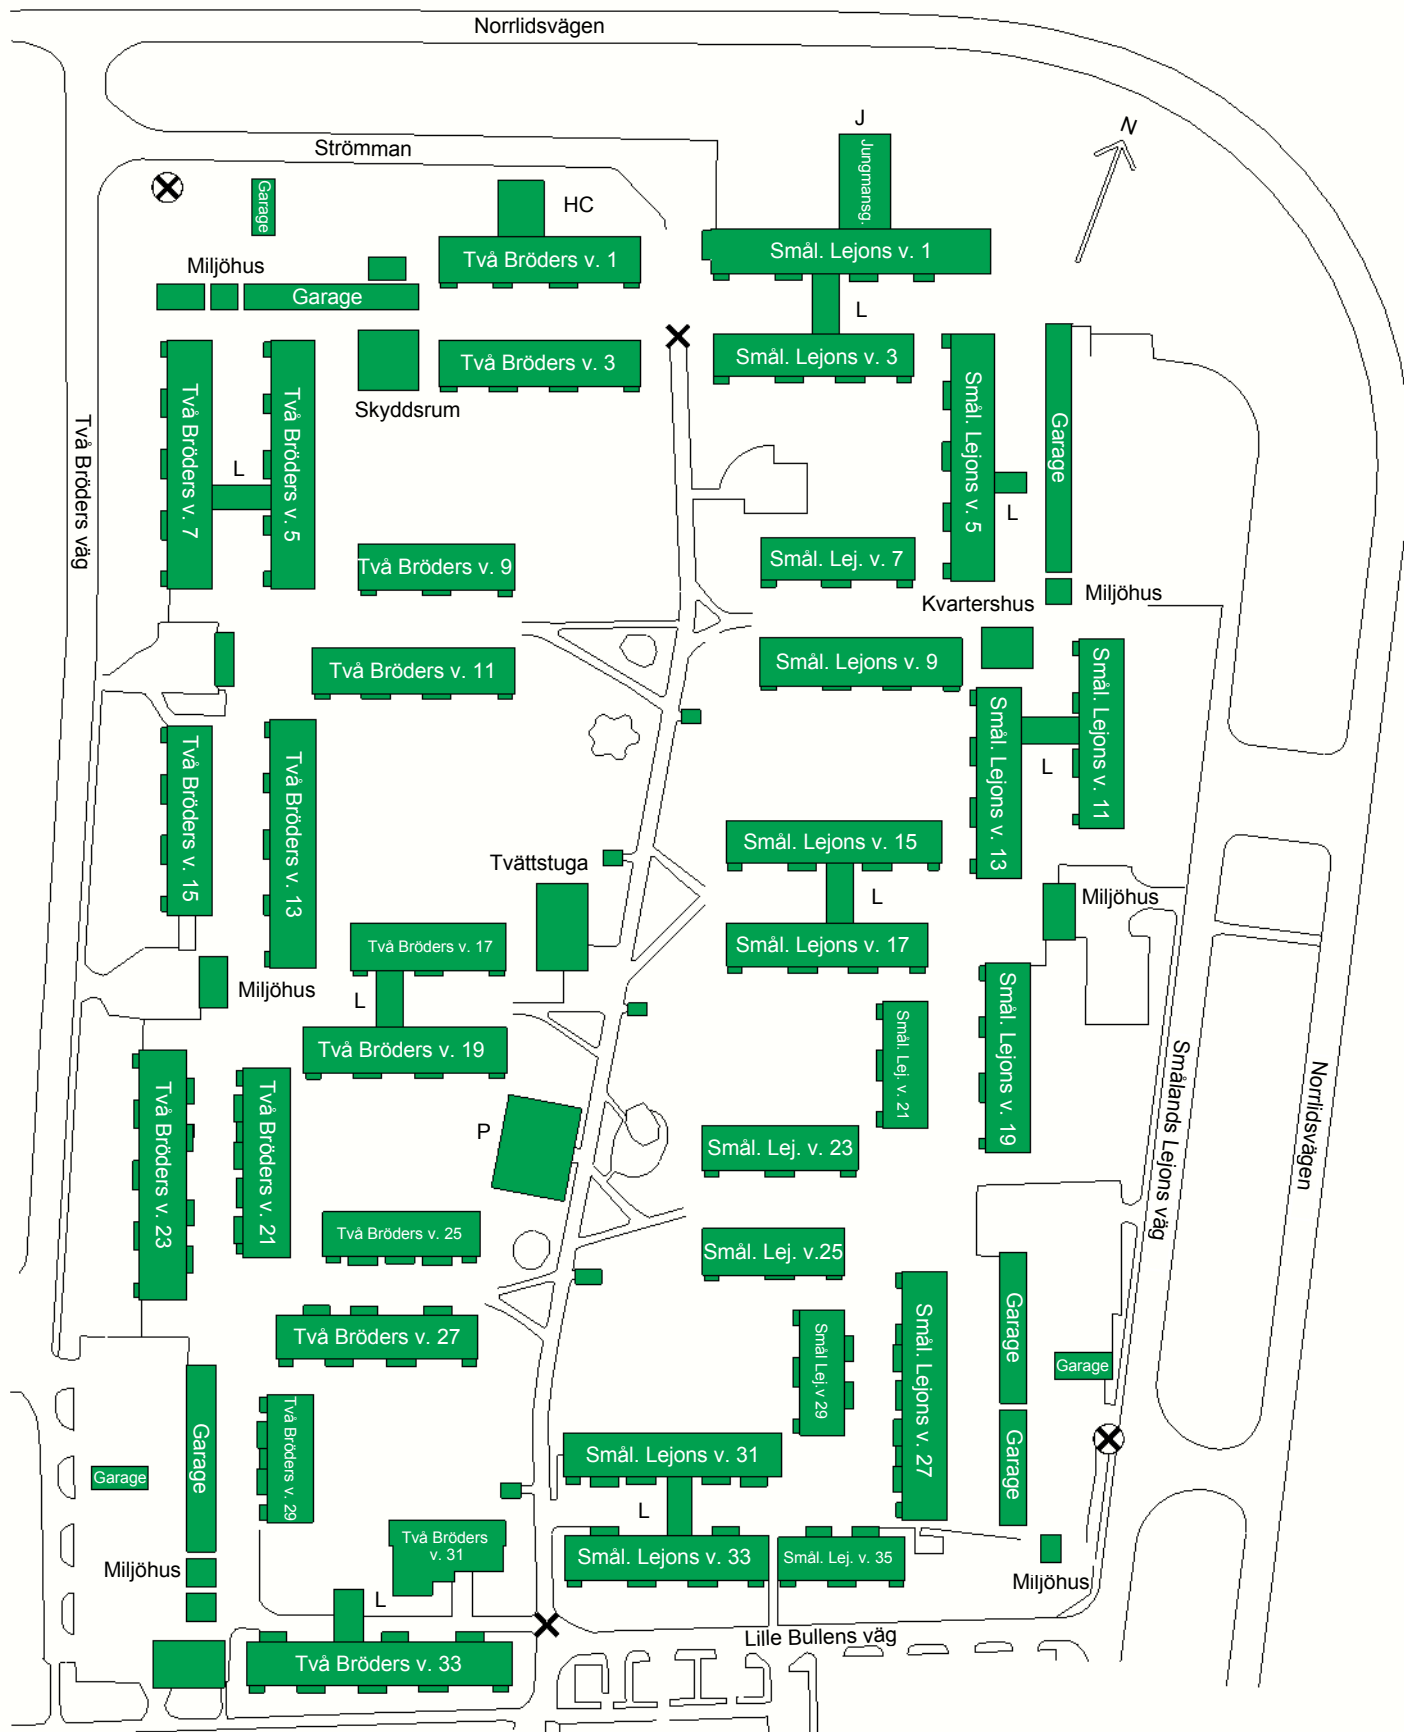 Norrlidsvägen
J
N
Jungmansg.
Strömman
Garage
HC
Två Bröders v. 1
Smål. Lejons v. 1
Miljöhus
Garage
L
Två Bröders v. 3
Smål. Lejons v. 3
Skyddsrum
Två Bröders väg
Två Bröders v. 7
L
Två Bröders v. 5
Smål. Lejons v. 5
L
Garage
Två Bröders v. 9
Smål. Lej. v. 7
Kvartershus
Miljöhus
Två Bröders v. 11
Smål. Lejons v. 9
Smål. Lejons v. 11
Smål. Lejons v. 13
L
Två Bröders v. 15
Två Bröders v. 13
Smål. Lejons v. 15
Tvättstuga
L
Miljöhus
Två Bröders v. 17
Smål. Lejons v. 17
Miljöhus
L
Två Bröders v. 19
Smål. Lej. v. 21
Smål. Lejons v. 19
Smålands Lejons väg
Norrlidsvägen
Två Bröders v. 23
Två Bröders v. 21
P
Smål. Lej. v. 23
Två Bröders v. 25
Smål. Lej. v.25
Två Bröders v. 27
Smål Lej.v 29
Smål. Lejons v. 27
Garage
Garage
Garage
Två Bröders v. 29
Garage
Garage
Smål. Lejons v. 31
L
Två Bröders
v. 31
Smål. Lejons v. 33
Smål. Lej. v. 35
Miljöhus
Miljöhus
L
Lille Bullens väg
Två Bröders v. 33